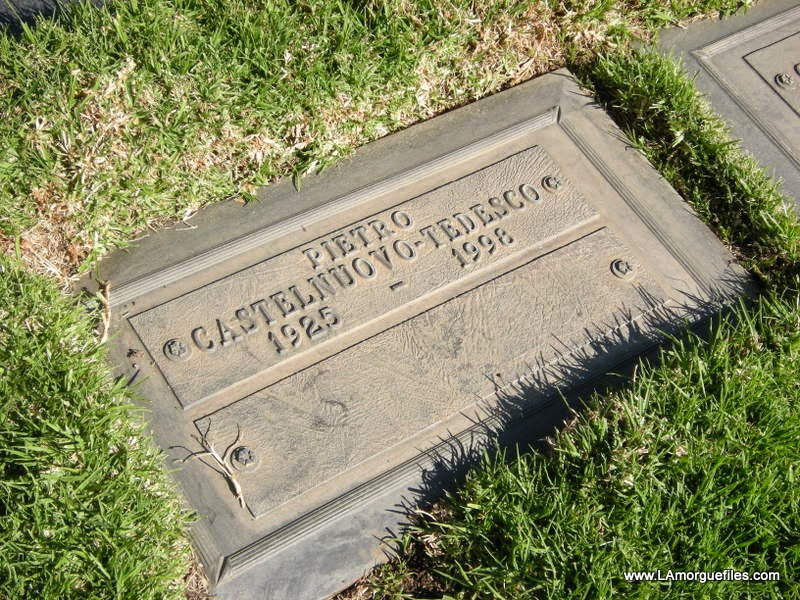 PIETRO
CASTELNUOVO-TEDESCO
1925 - 1998
www.LAmorguefiles.com